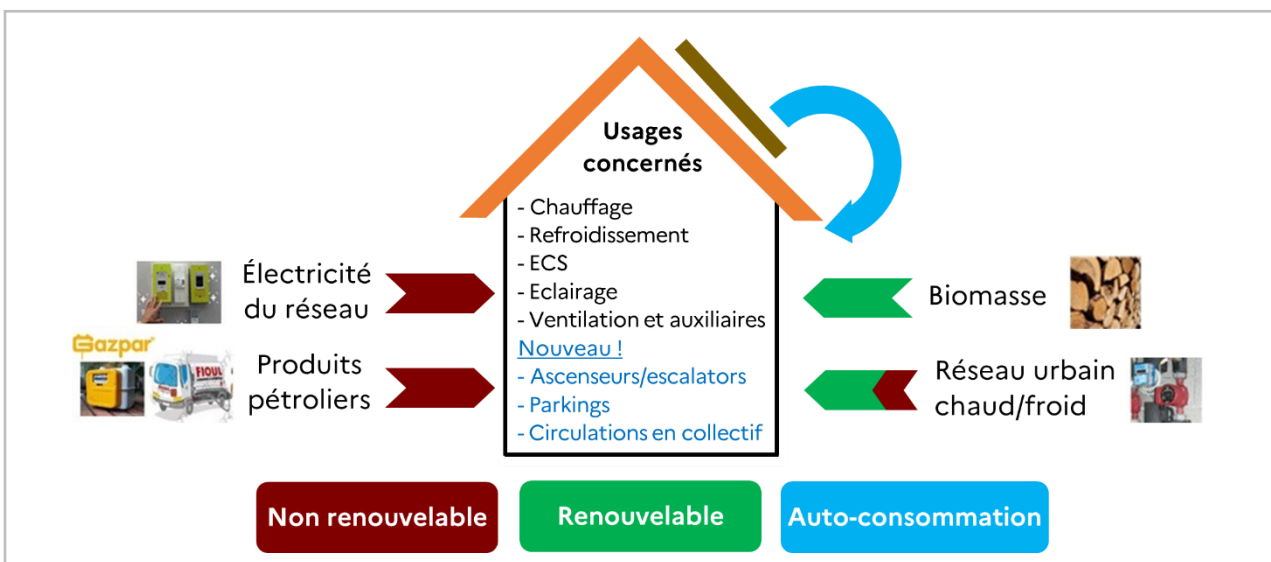 Usages
concernés
- Chauffage
- Refroidissement
- ECS
- Eclairage
- Ventilation et auxiliaires
Nouveau !
- Ascenseurs/escalators
- Parkings
- Circulations en collectif
Électricité
du réseau
Gazpar
FIOUL
Produits
pétroliers
Biomasse
Réseau urbain
chaud/froid
Non renouvelable
Renouvelable
Auto-consommation